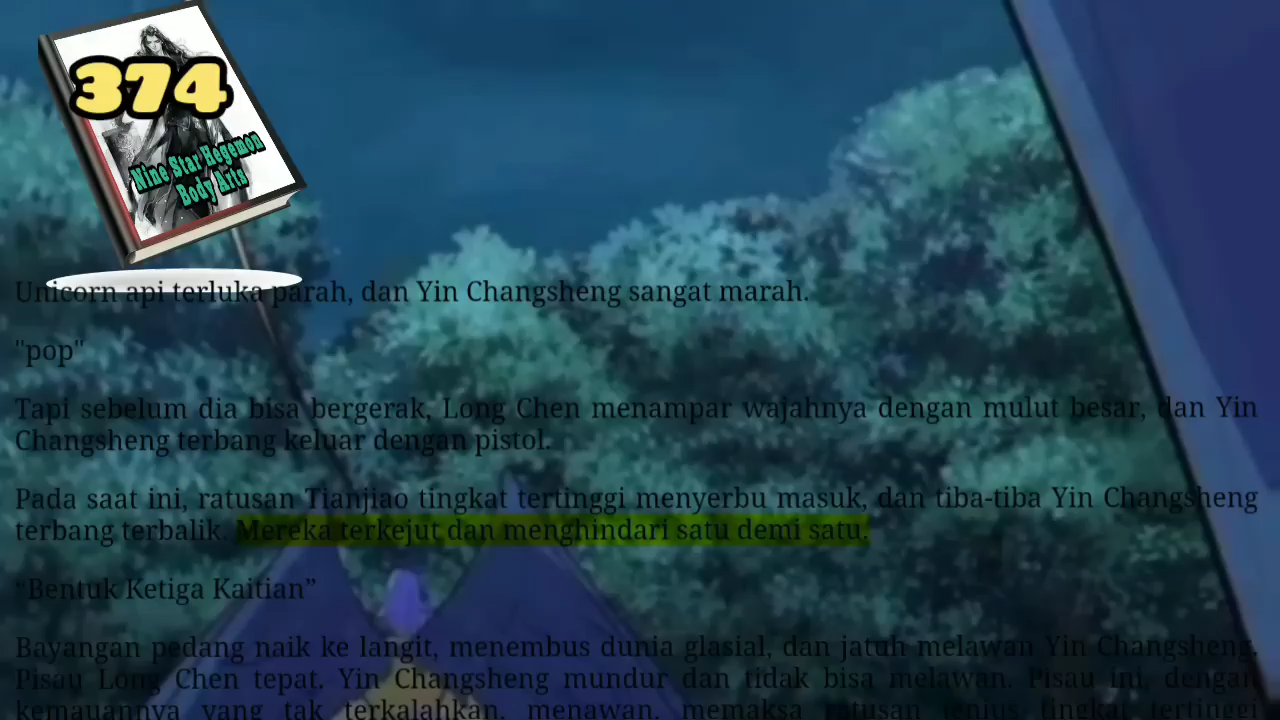 374
Nine Star Hegemon
Body Arts
Unicorn api terluka parah, dan Yin Changsheng sangat marah.
"pop"
Tapi sebelum dia bisa bergerak, Long Chen menampar wajahnya dengan mulut besar, dan Yin
Changsheng terbang keluar dengan pistol.
Pada saat ini, ratusan Tianjiao tingkat tertinggi menyerbu masuk, dan tiba-tiba Yin Changsheng
terbang terbalik. Mereka terkejut dan menghindari satu demi satu.
“Bentuk Ketiga Kaitian”
Bayangan pedang naik ke langit, menembus dunia glasial, dan jatuh melawan Yin Changsheng.
Pisau Long Chen tepat. Yin Changsheng mundur dan tidak bisa melawan. Pisau ini, dengan
kemauannya yang tak terkalahkan, menawan, memaksa ratusan jenius tingkat tertinggi